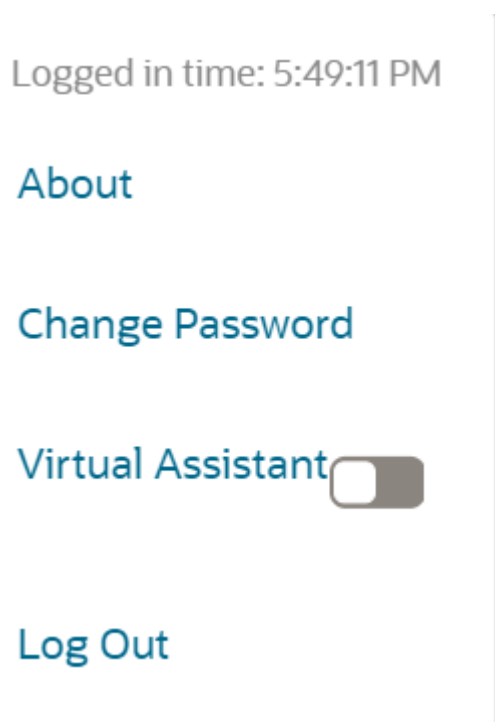 Logged in time: 5:49:11 PM
About
Change Password
Virtual Assistant
Log Out